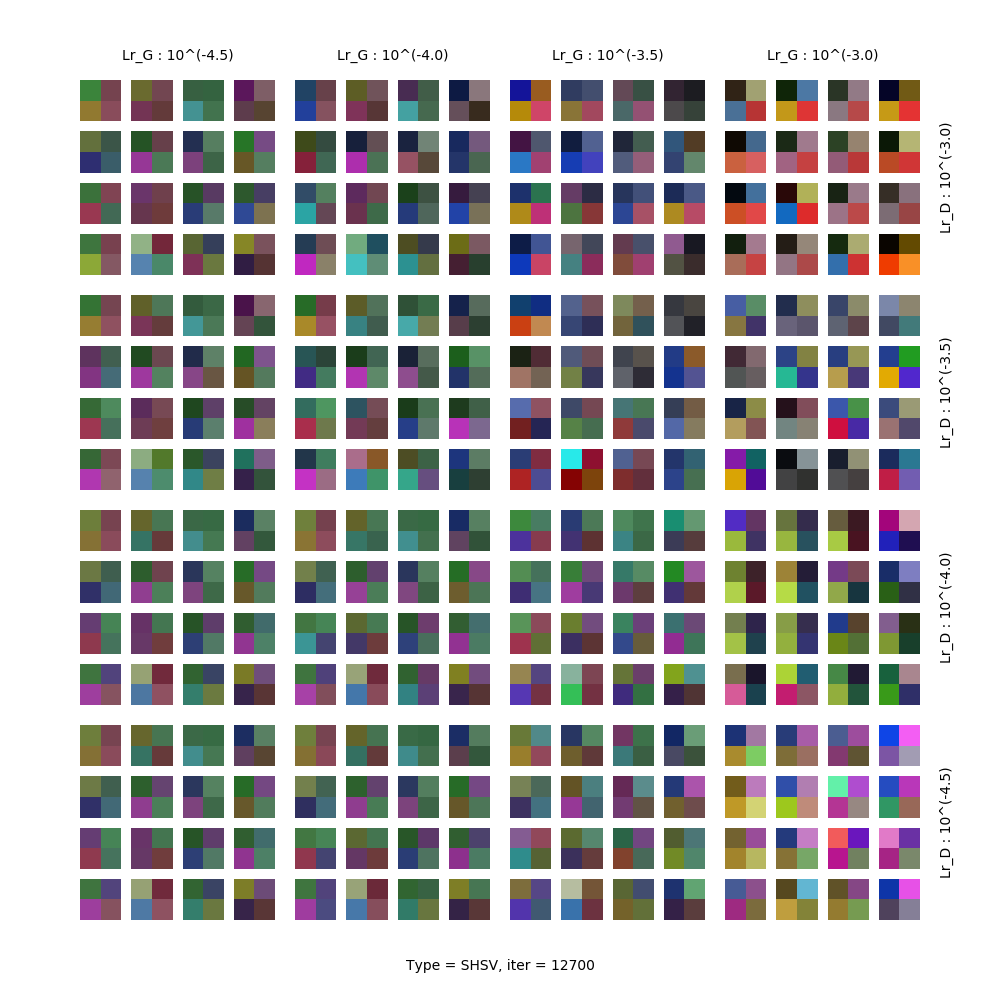 Lr_G : 10^(-4.5)
Lr_G : 10^(-4.0)
Lr_G : 10^(-3.5)
Lr_G : 10^(-3.0)
Lr_D : 10^(-3.0)
Lr_D : 10^(-3.5)
Lr_D : 10^(-4.0)
Lr_D : 10^(-4.5)
Type = SHSV, iter = 12700